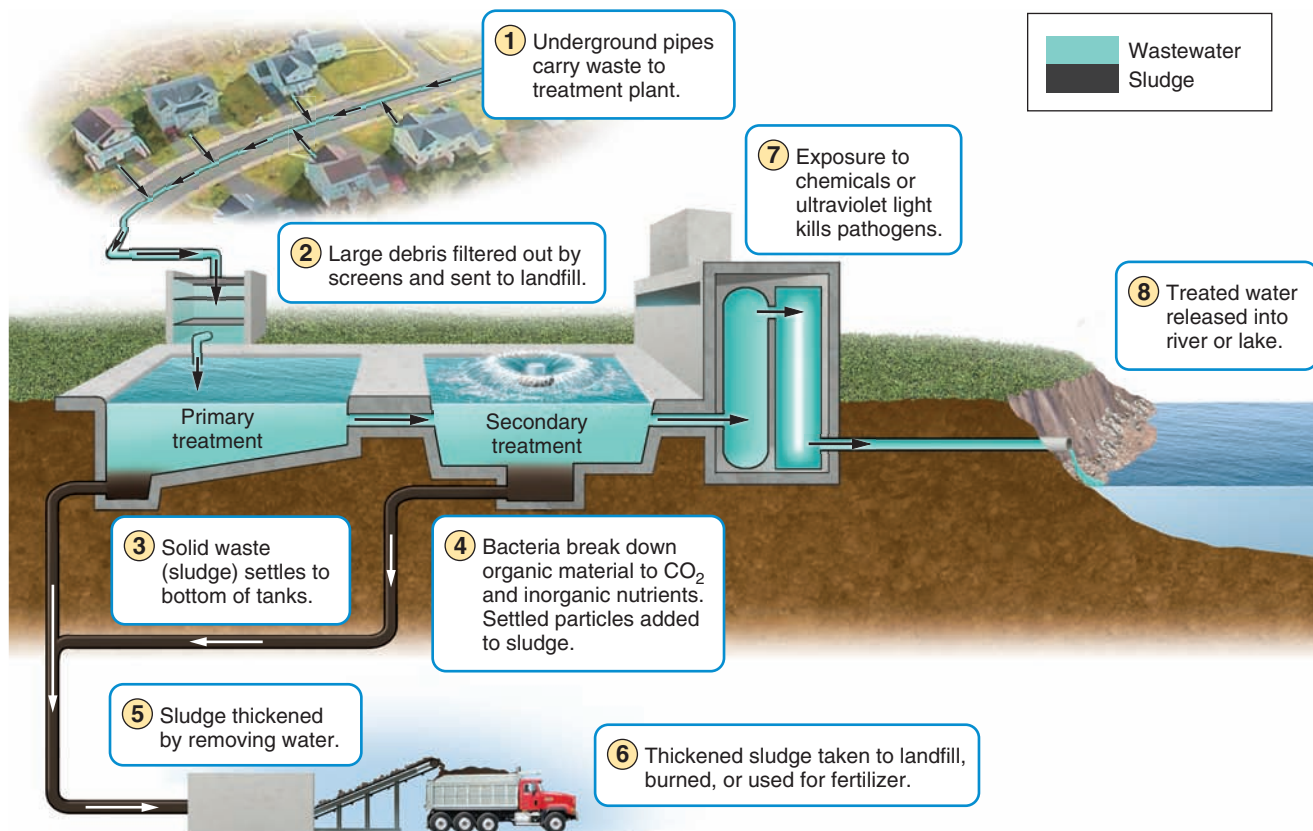 1 Underground pipes
carry waste to
treatment plant.
Wastewater
Sludge
2 Large debris filtered out by
screens and sent to landfill.
7 Exposure to
chemicals or
ultraviolet light
kills pathogens.
8 Treated water
released into
river or lake.
Primary
treatment
Secondary
treatment
3 Solid waste
(sludge) settles to
bottom of tanks.
4 Bacteria break down
organic material to CO₂
and inorganic nutrients.
Settled particles added
to sludge.
5 Sludge thickened
by removing water.
6 Thickened sludge taken to landfill,
burned, or used for fertilizer.